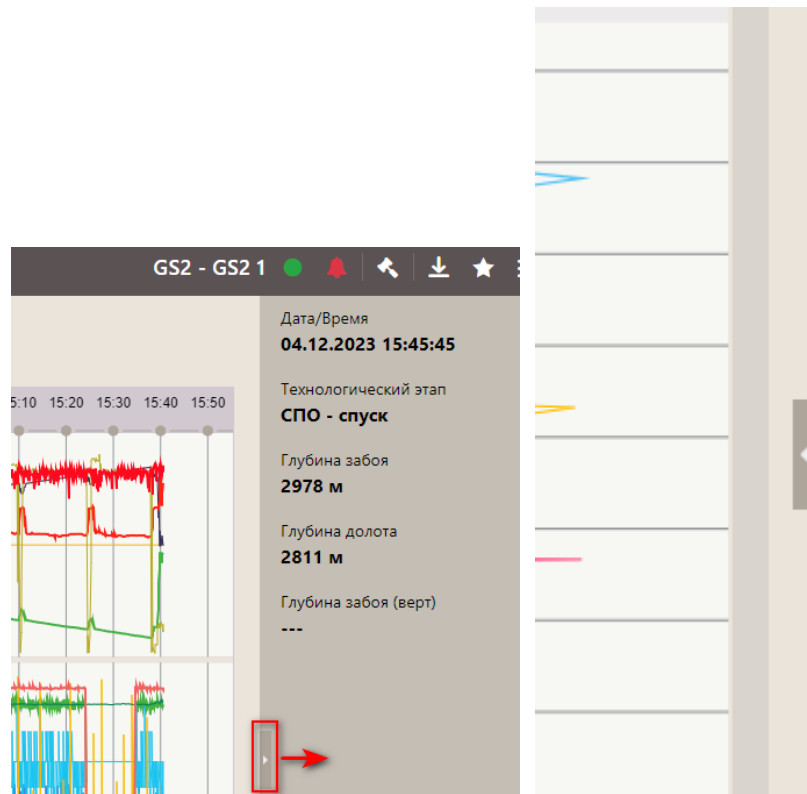 GS2 - GS2 1
Дата/Время
04.12.2023 15:45:45
Технологический этап
СПО - спуск
5:10 15:20 15:30 15:40 15:50
Глубина забоя
2978 м
Глубина долота
2811 м
Глубина забоя (верт)
---